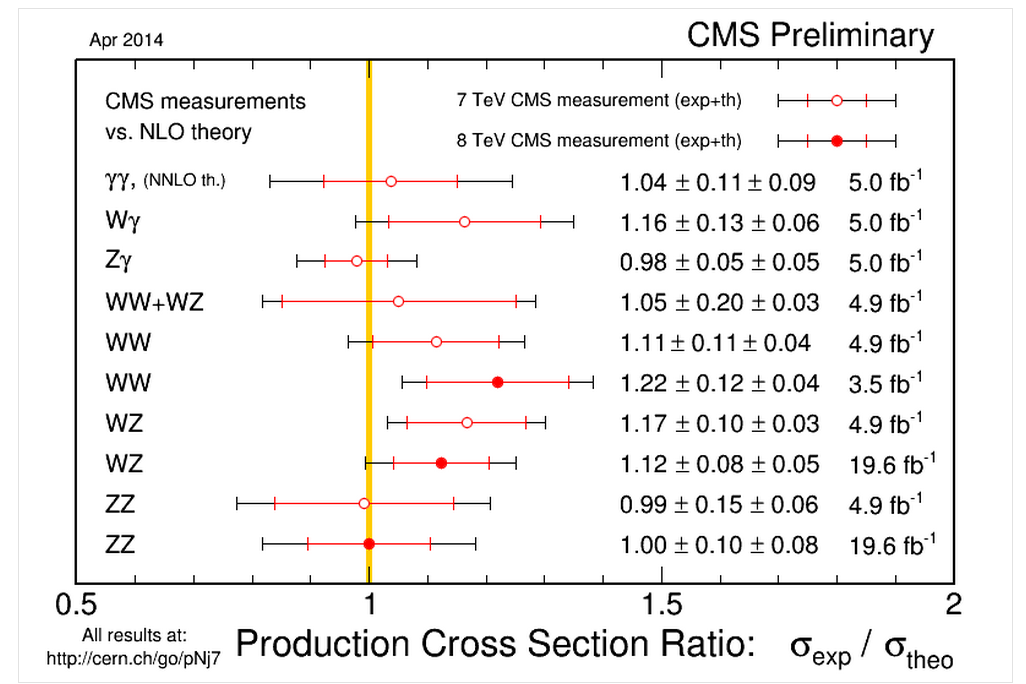 Apr 2014
CMS Preliminary
CMS measurements
vs. NLO theory
7 TeV CMS measurement (exp+th)
8 TeV CMS measurement (exp+th)
γγ, (NNLO th.) 1.04 ± 0.11 ± 0.09 5.0 fb⁻¹
Wγ 1.16 ± 0.13 ± 0.06 5.0 fb⁻¹
Zγ 0.98 ± 0.05 ± 0.05 5.0 fb⁻¹
WW+WZ 1.05 ± 0.20 ± 0.03 4.9 fb⁻¹
WW 1.11 ± 0.11 ± 0.04 4.9 fb⁻¹
WW 1.22 ± 0.12 ± 0.04 3.5 fb⁻¹
WZ 1.17 ± 0.10 ± 0.03 4.9 fb⁻¹
WZ 1.12 ± 0.08 ± 0.05 19.6 fb⁻¹
ZZ 0.99 ± 0.15 ± 0.06 4.9 fb⁻¹
ZZ 1.00 ± 0.10 ± 0.08 19.6 fb⁻¹
0.5 1 1.5 2
All results at:
http://cern.ch/go/pNj7
Production Cross Section Ratio: σexp / σtheo